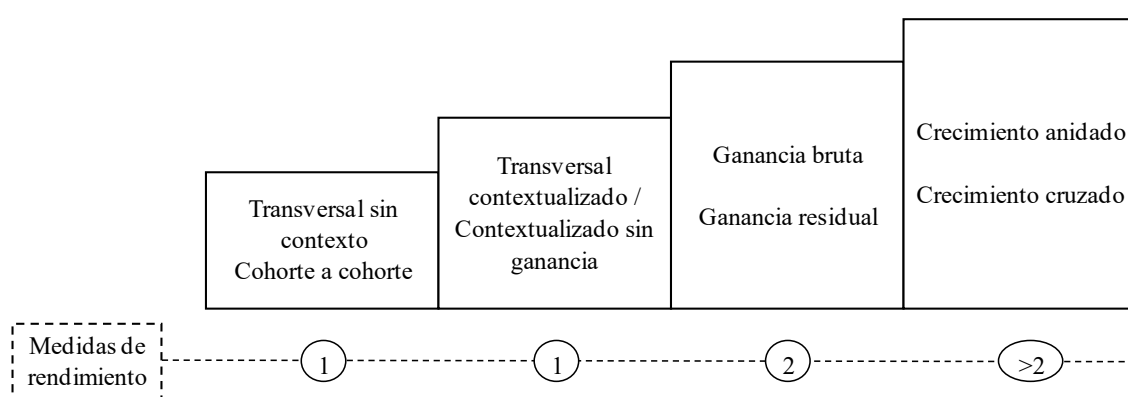 Transversal sin
contexto
Cohorte a cohorte
Transversal
contextualizado /
Contextualizado sin
ganancia
Ganancia bruta
Ganancia residual
Crecimiento anidado
Crecimiento cruzado
Medidas de
rendimiento
1
1
2
>2